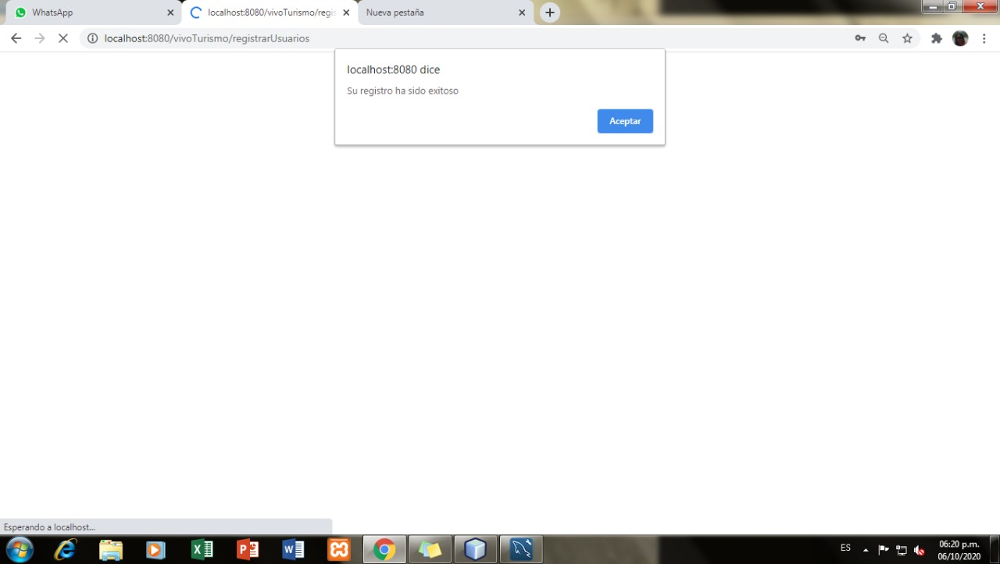 WhatsApp
localhost:8080/vivoTurismo/regis
Nueva pestaña
localhost:8080/vivoTurismo/registrarUsuarios
localhost:8080 dice
Su registro ha sido exitoso
Aceptar
Esperando a localhost...
ES
06:20 p.m.
06/10/2020